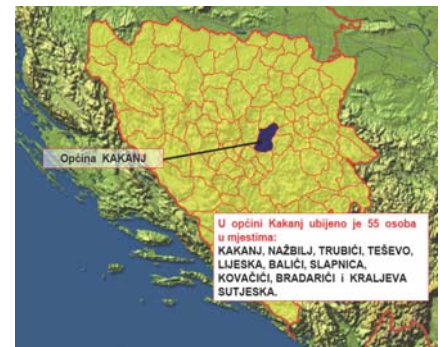 Općina KAKANJ
U općini Kakanj ubijeno je 55 osoba
u mjestima:
KAKANJ, NAŽBILJ, TRUBIĆI, TEŠEVO,
LIJESKA, BALIĆI, SLAPNICA,
KOVAČIĆI, BRADARIĆI i KRALJEVA
SUTJESKA.